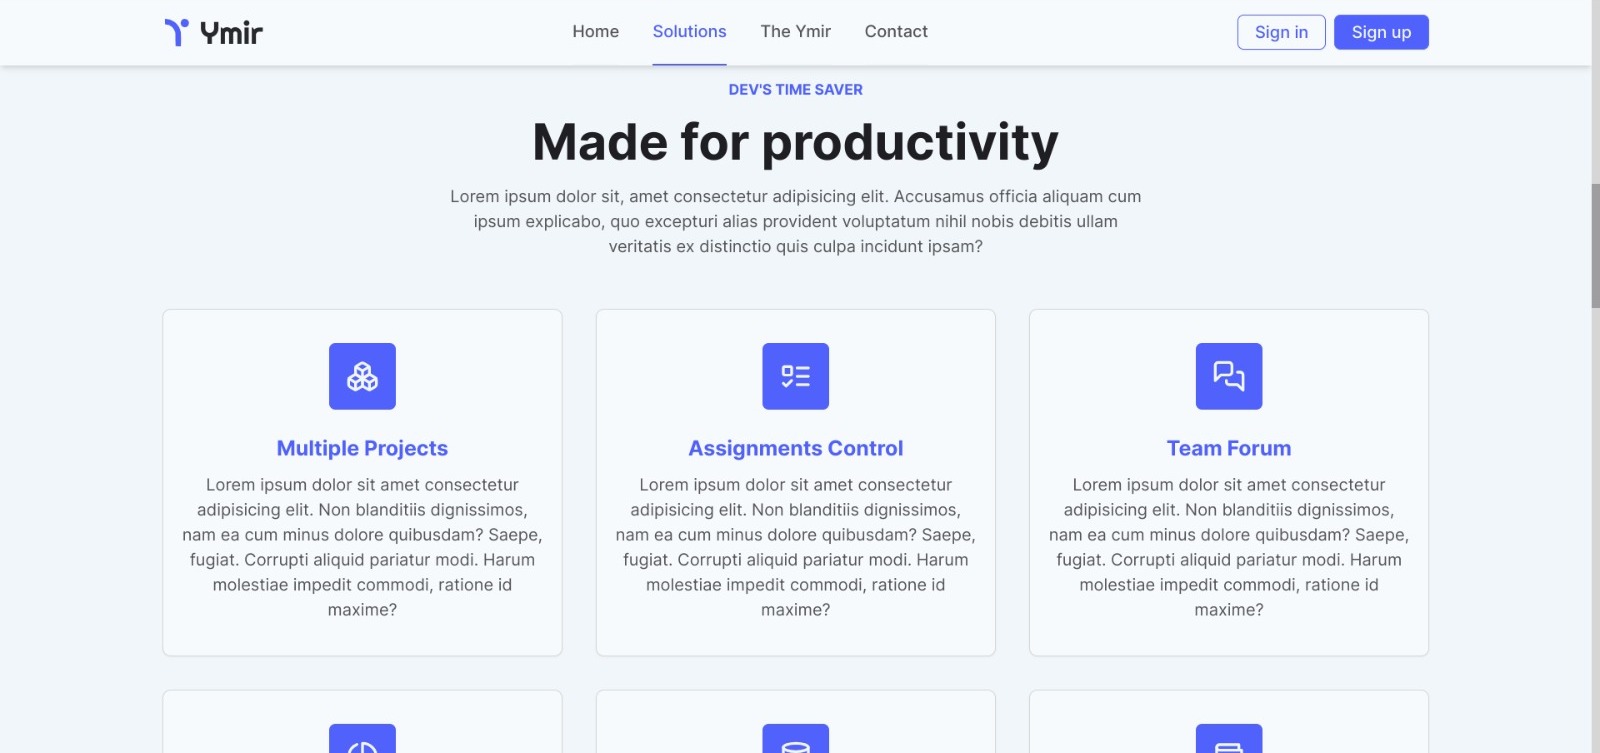 Ymir
Home
Solutions
The Ymir
Contact
Sign in
Sign up
DEV'S TIME SAVER
Made for productivity
Lorem ipsum dolor sit, amet consectetur adipisicing elit. Accusamus officia aliquam cum
ipsum explicabo, quo excepturi alias provident voluptatum nihil nobis debitis ullam
veritatis ex distinctio quis culpa incidunt ipsam?
Multiple Projects
Lorem ipsum dolor sit amet consectetur
adipisicing elit. Non blanditiis dignissimos,
nam ea cum minus dolore quibusdam? Saepe,
fugiat. Corrupti aliquid pariatur modi. Harum
molestiae impedit commodi, ratione id
maxime?
Assignments Control
Lorem ipsum dolor sit amet consectetur
adipisicing elit. Non blanditiis dignissimos,
nam ea cum minus dolore quibusdam? Saepe,
fugiat. Corrupti aliquid pariatur modi. Harum
molestiae impedit commodi, ratione id
maxime?
Team Forum
Lorem ipsum dolor sit amet consectetur
adipisicing elit. Non blanditiis dignissimos,
nam ea cum minus dolore quibusdam? Saepe,
fugiat. Corrupti aliquid pariatur modi. Harum
molestiae impedit commodi, ratione id
maxime?